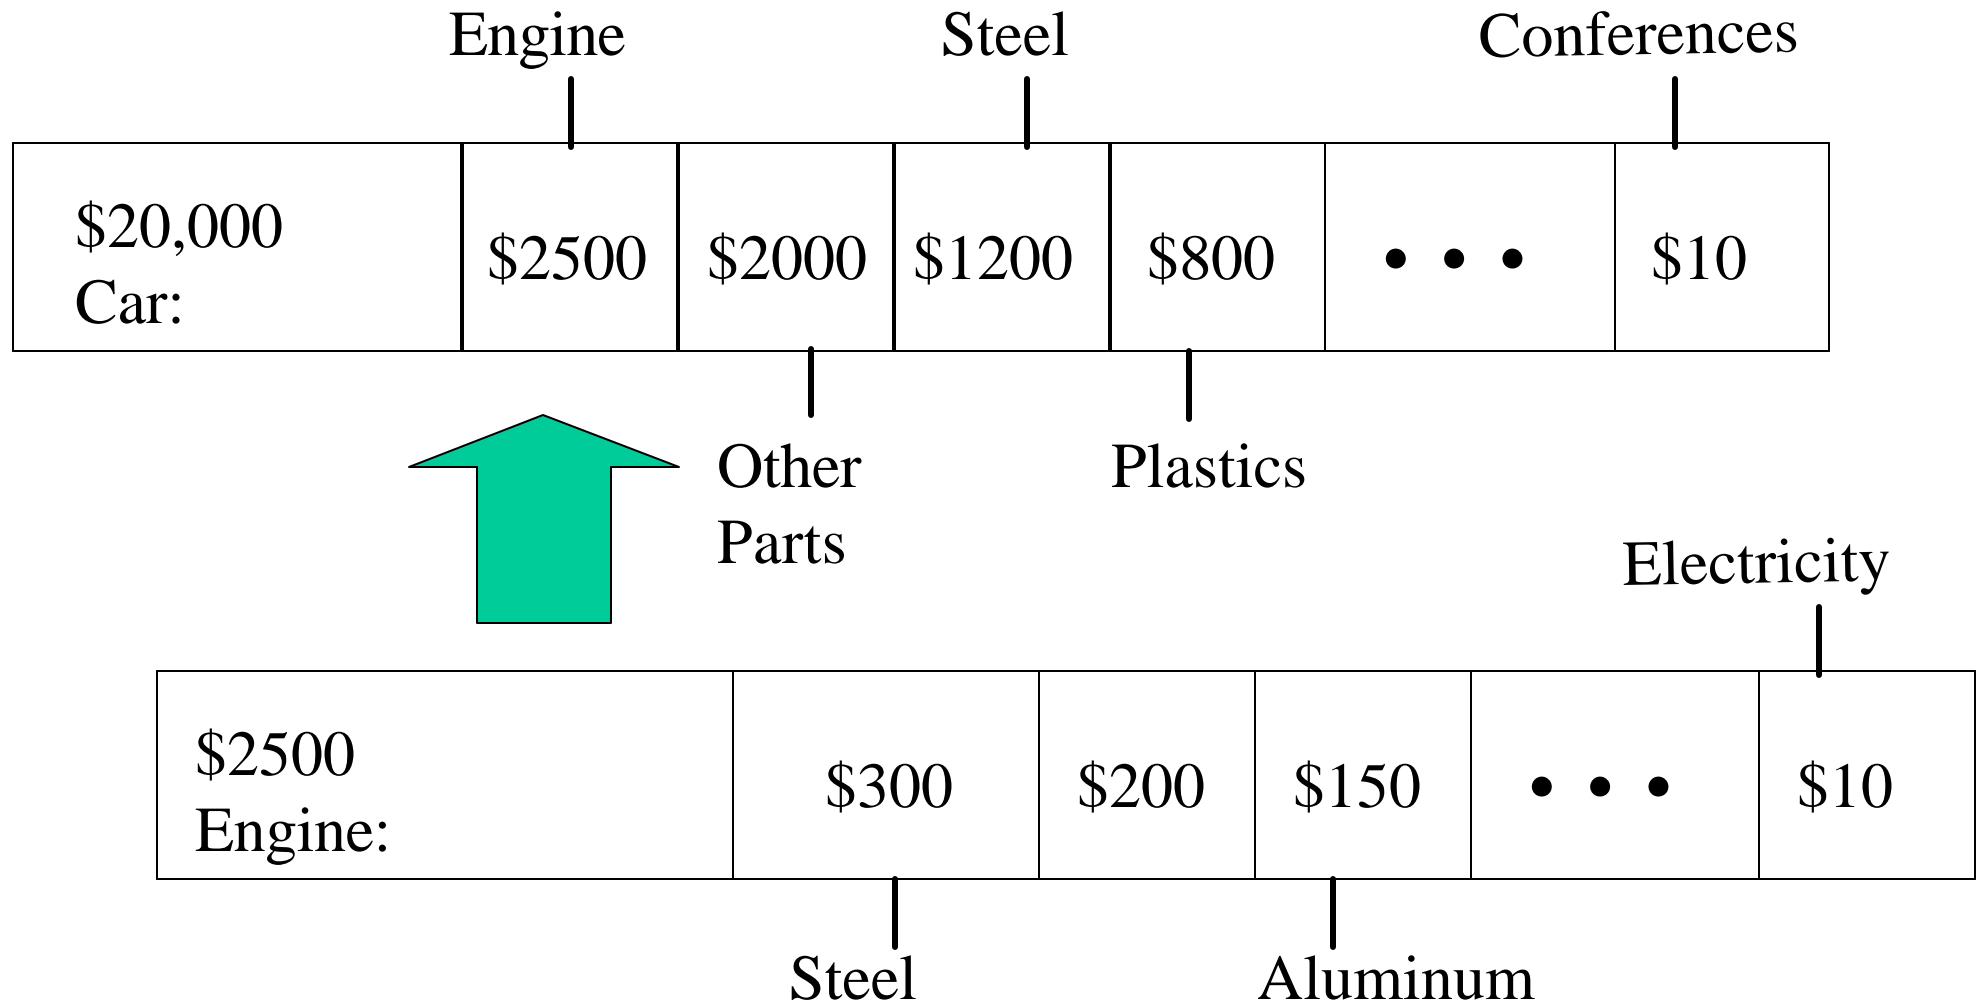 Engine
Steel
Conferences
$20,000
Car:
$2500
$2000
$1200
$800
• • •
$10
Other
Parts
Plastics
Electricity
$2500
Engine:
$300
$200
$150
• • •
$10
Steel
Aluminum